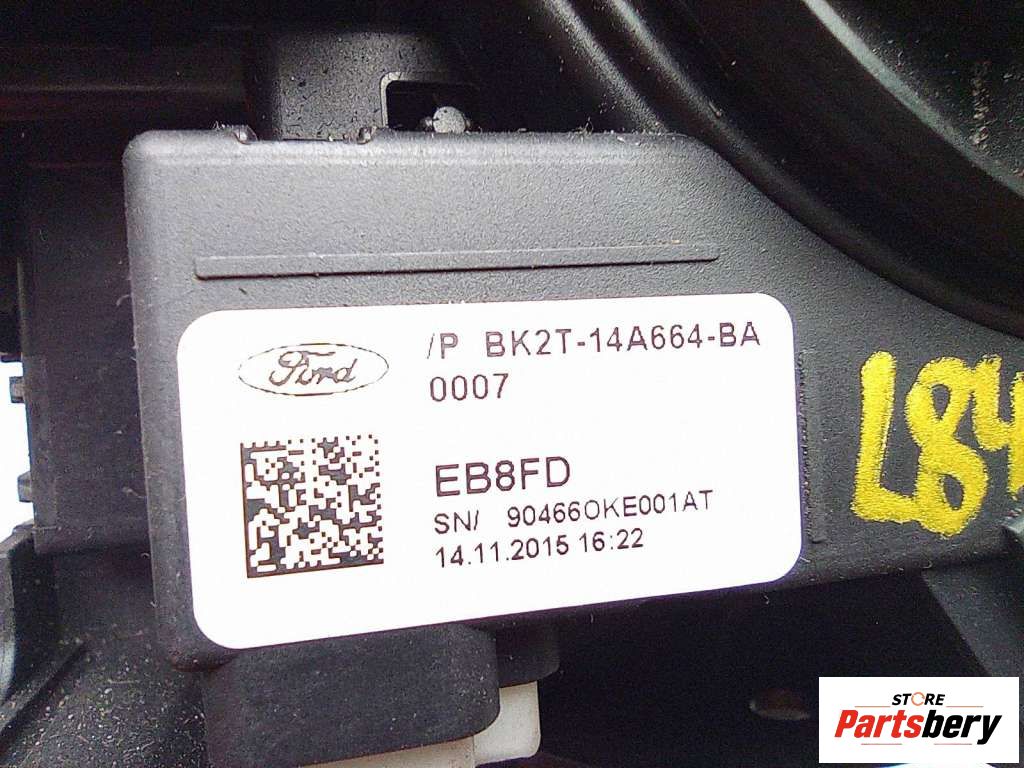 Ford
/P BK2T-14A664-BA
0007
EB8FD
SN/ 90466OKE001AT
14.11.2015 16:22
L84
STORE
Partsbery